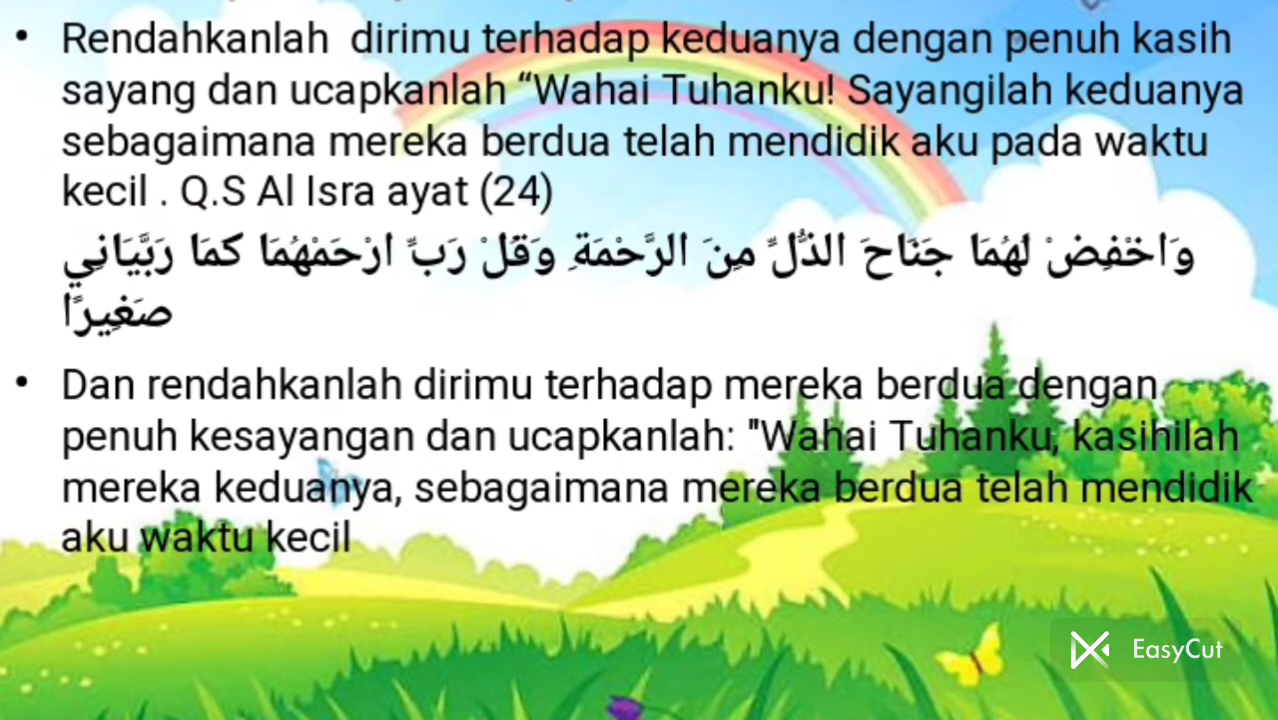 • Rendahkanlah dirimu terhadap keduanya dengan penuh kasih
sayang dan ucapkanlah “Wahai Tuhanku! Sayangilah keduanya
sebagaimana mereka berdua telah mendidik aku pada waktu
kecil . Q.S Al Isra ayat (24)
وَاخْفِضْ لَهُمَا جَنَاحَ الذُّلِّ مِنَ الرَّحْمَةِ وَقُلْ رَبِّ ارْحَمْهُمَا كَمَا رَبَّيَانِي
صَغِيرًا
• Dan rendahkanlah dirimu terhadap mereka berdua dengan
penuh kesayangan dan ucapkanlah: "Wahai Tuhanku, kasihilah
mereka keduanya, sebagaimana mereka berdua telah mendidik
aku waktu kecil
EasyCut